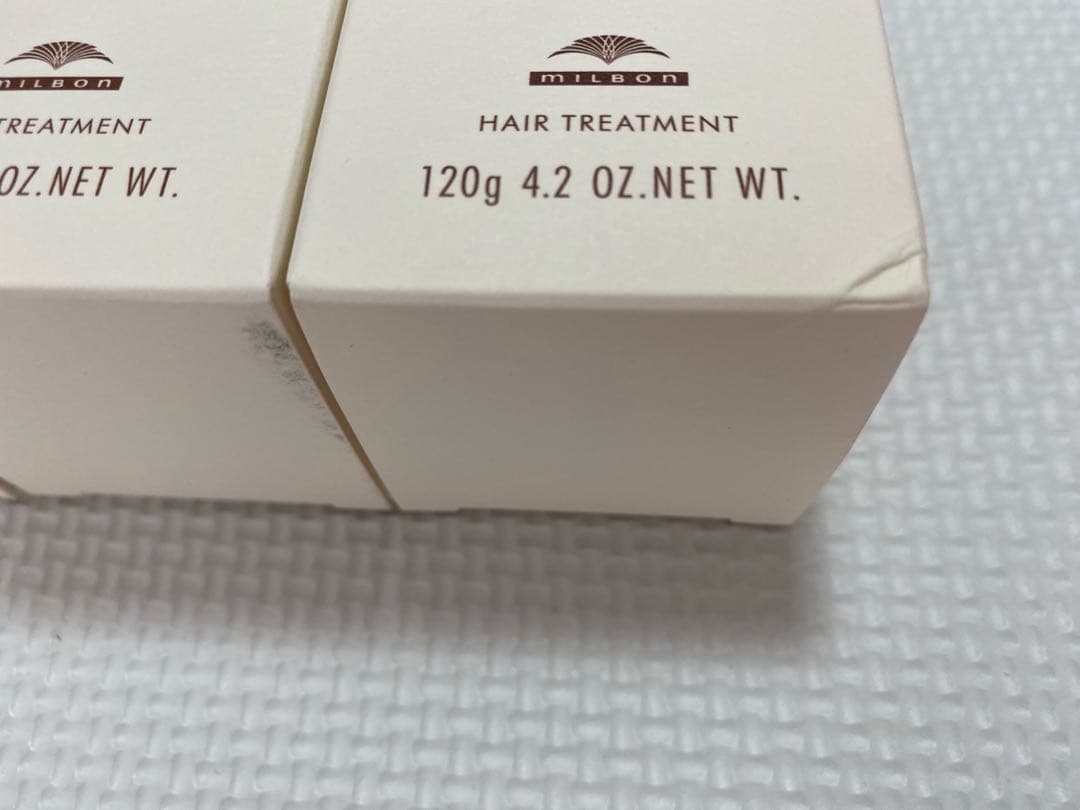 mILBon
TREATMENT
OZ.NET WT.
mILBon
HAIR TREATMENT
120g 4.2 OZ.NET WT.